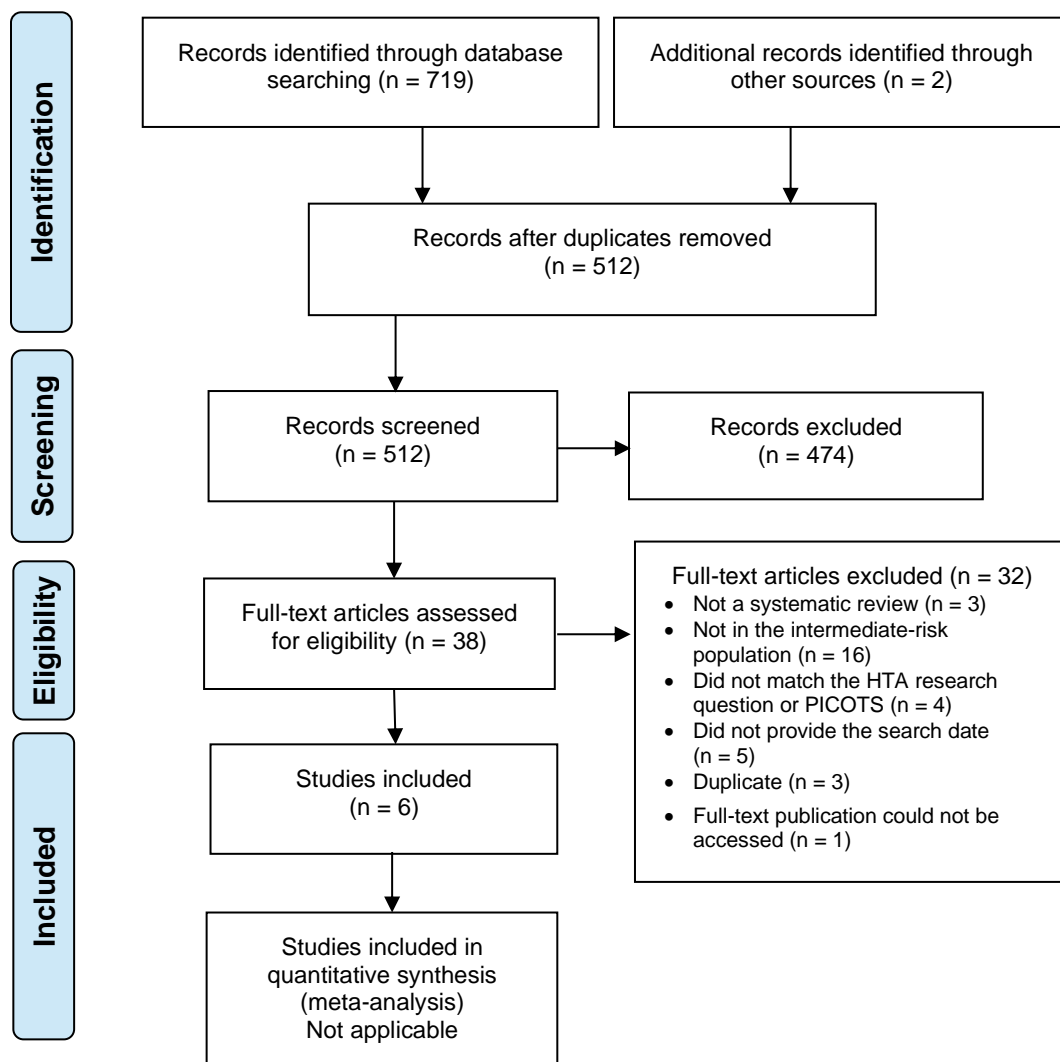 Identification
Records identified through database
searching (n = 719)
Additional records identified through
other sources (n = 2)
Records after duplicates removed
(n = 512)
Screening
Records screened
(n = 512)
Records excluded
(n = 474)
Eligibility
Full-text articles assessed
for eligibility (n = 38)
Full-text articles excluded (n = 32)
• Not a systematic review (n = 3)
• Not in the intermediate-risk
population (n = 16)
• Did not match the HTA research
question or PICOTS (n = 4)
• Did not provide the search date
(n = 5)
• Duplicate (n = 3)
• Full-text publication could not be
accessed (n = 1)
Included
Studies included
(n = 6)
Studies included in
quantitative synthesis
(meta-analysis)
Not applicable